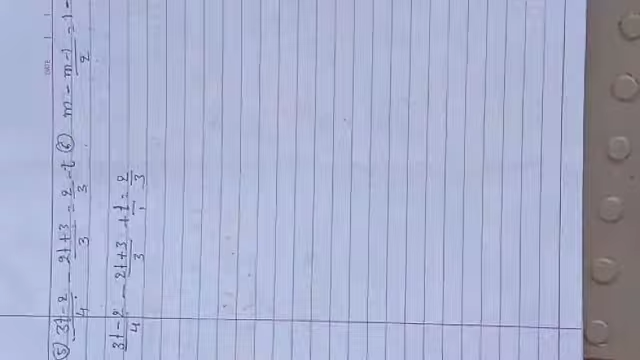 DATE
(5) 3t-2/4 - 2t+3/3 = 2/3 - t (6) m - m-1/2 = 1 -
3t-2/4 - 2t+3/3 + t/1 = 2/3